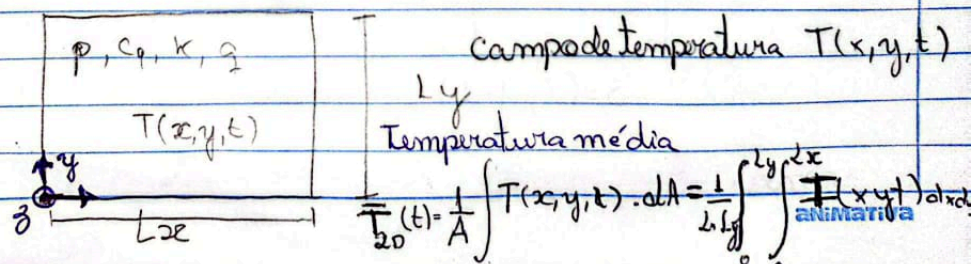 ρ, cp, k, q
campo de temperatura T(x,y,t)
Ly
T(x,y,t)
Temperatura média
y
z
Lx
T̅2D(t) = 1/A ∫ T(x,y,t) . dA = 1/(Lx Ly) ∫0^Ly ∫0^Lx T(x y t) dx dy
aNiMaTiVa